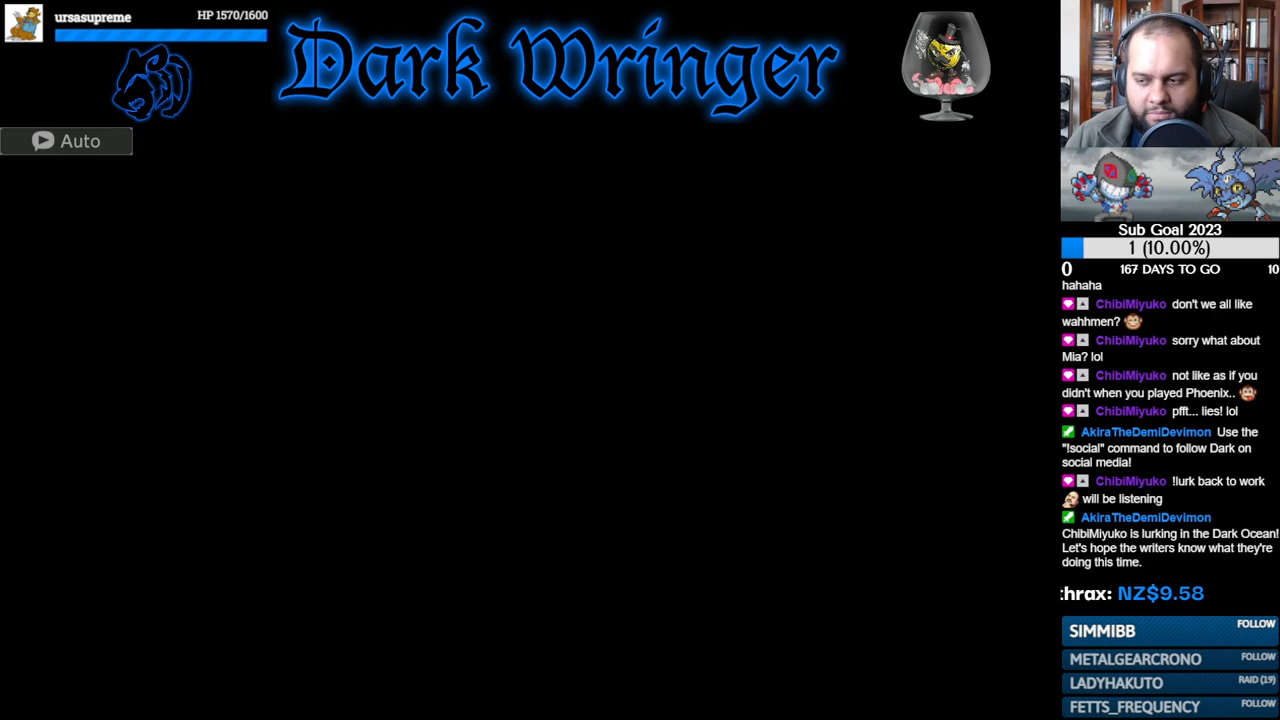 ursasupreme
HP 1570/1600
Dark Wringer
Auto
Sub Goal 2023
1 (10.00%)
0
167 DAYS TO GO
10
hahaha
ChibiMiyuko don't we all like
wahhmen?
ChibiMiyuko sorry what about
Mia? lol
ChibiMiyuko not like as if you
didn't when you played Phoenix..
ChibiMiyuko pfft... lies! lol
AkiraTheDemiDevimon Use the
"!social" command to follow Dark on
social media!
ChibiMiyuko !lurk back to work
will be listening
AkiraTheDemiDevimon
ChibiMiyuko is lurking in the Dark Ocean!
Let's hope the writers know what they're
doing this time.
thrax: NZ$9.58
SIMMIBB FOLLOW
METALGEARCRONO FOLLOW
LADYHAKUTO RAID (19)
FETTS_FREQUENCY FOLLOW